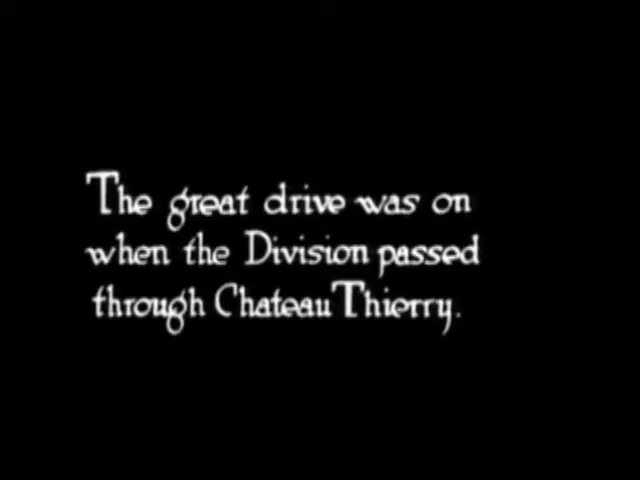 The great drive was on
when the Division passed
through Chateau Thierry.